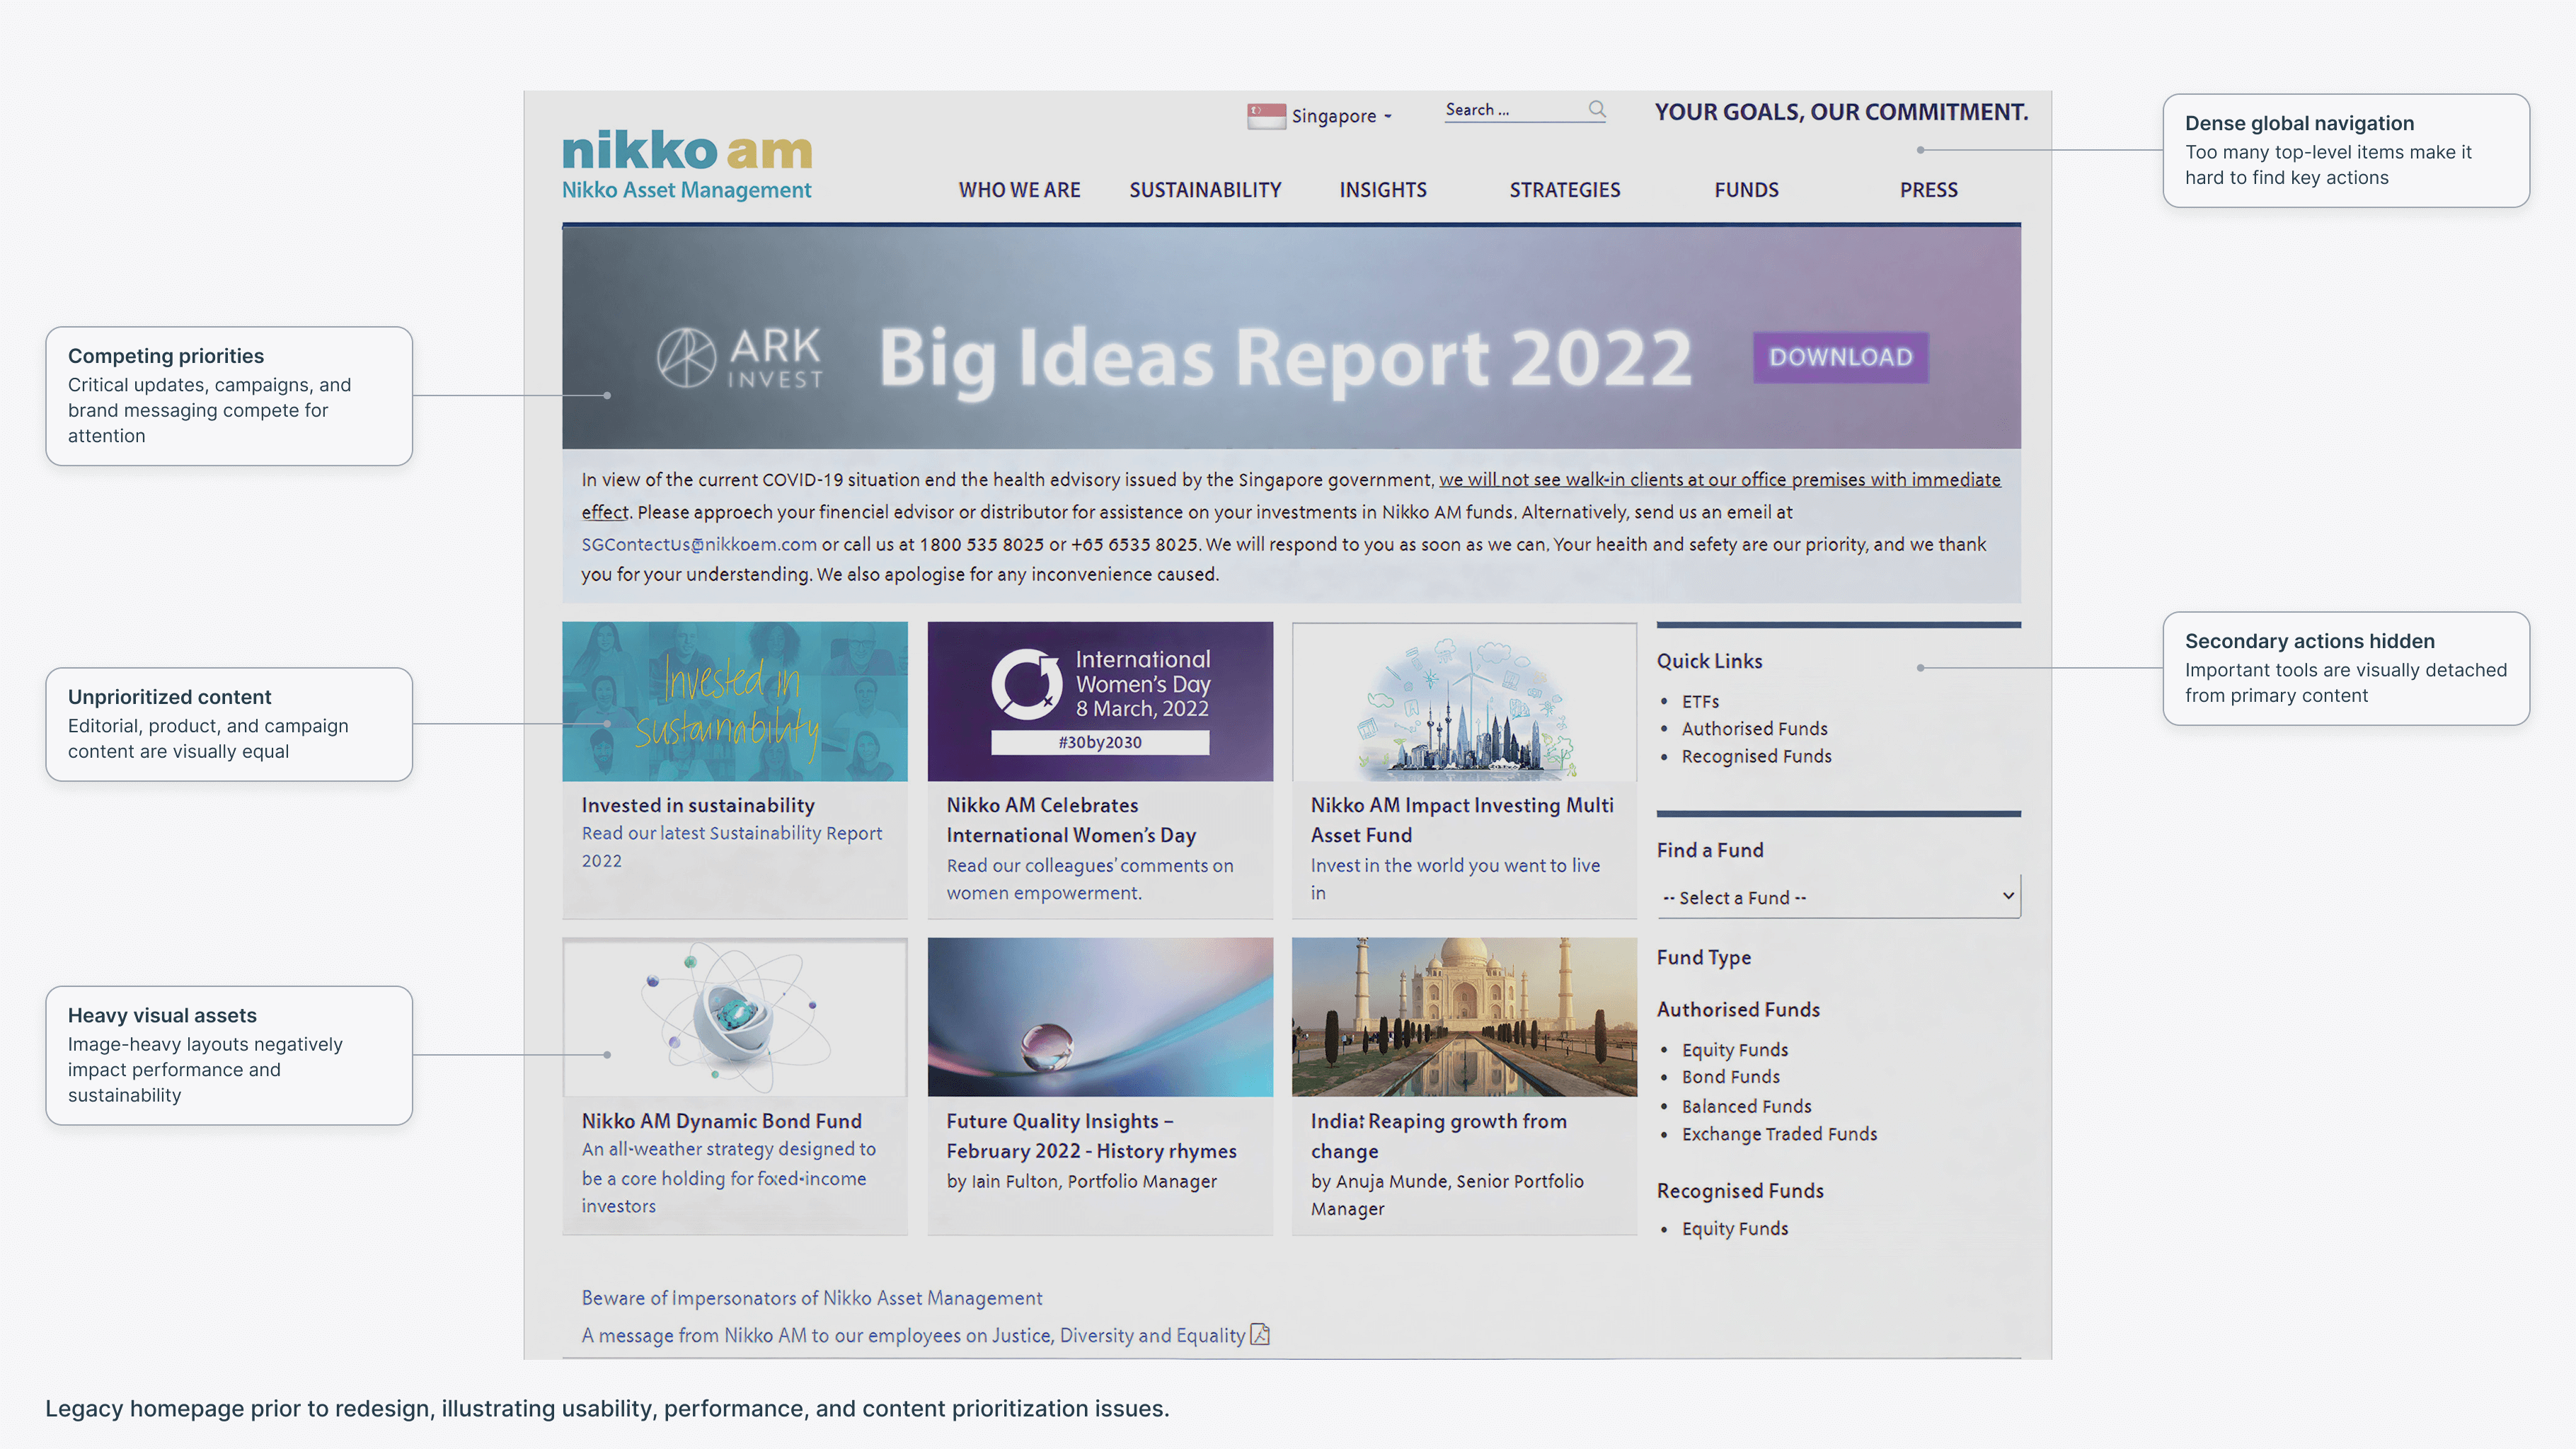 Singapore
Search ...
YOUR GOALS, OUR COMMITMENT.
nikko am
Nikko Asset Management
WHO WE ARE
SUSTAINABILITY
INSIGHTS
STRATEGIES
FUNDS
PRESS
Dense global navigation
Too many top-level items make it
hard to find key actions
ARK
INVEST
Big Ideas Report 2022
DOWNLOAD
Competing priorities
Critical updates, campaigns, and
brand messaging compete for
attention
In view of the current COVID-19 situation and the health advisory issued by the Singapore government, we will not see walk-in clients at our office premises with immediate
effect. Please approach your financial advisor or distributor for assistance on your investments in Nikko AM funds. Alternatively, send us an email at
SGContactUs@nikkoam.com or call us at 1800 535 8025 or +65 6535 8025. We will respond to you as soon as we can. Your health and safety are our priority, and we thank
you for your understanding. We also apologise for any inconvenience caused.
Unprioritized content
Editorial, product, and campaign
content are visually equal
Invested in
sustainability
Invested in sustainability
Read our latest Sustainability Report
2022
International
Women's Day
8 March, 2022
#30by2030
Nikko AM Celebrates
International Women's Day
Read our colleagues' comments on
women empowerment.
Nikko AM Impact Investing Multi
Asset Fund
Invest in the world you want to live
in
Quick Links
• ETFs
• Authorised Funds
• Recognised Funds
Secondary actions hidden
Important tools are visually detached
from primary content
Find a Fund
-- Select a Fund --
Fund Type
Authorised Funds
• Equity Funds
• Bond Funds
• Balanced Funds
• Exchange Traded Funds
Recognised Funds
• Equity Funds
Heavy visual assets
Image-heavy layouts negatively
impact performance and
sustainability
Nikko AM Dynamic Bond Fund
An all-weather strategy designed to
be a core holding for fixed-income
investors
Future Quality Insights –
February 2022 - History rhymes
by Iain Fulton, Portfolio Manager
India: Reaping growth from
change
by Anuja Munde, Senior Portfolio
Manager
Beware of Impersonators of Nikko Asset Management
A message from Nikko AM to our employees on Justice, Diversity and Equality
Legacy homepage prior to redesign, illustrating usability, performance, and content prioritization issues.